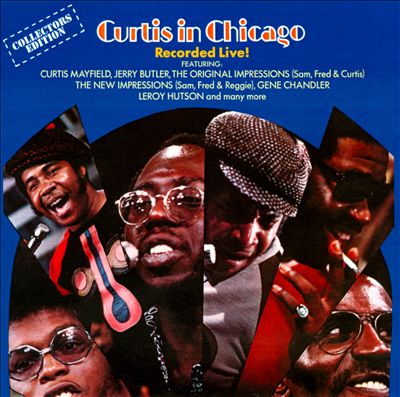 COLLECTORS
EDITION
Curtis in Chicago
Recorded Live!
FEATURING:
CURTIS MAYFIELD, JERRY BUTLER, THE ORIGINAL IMPRESSIONS (Sam, Fred & Curtis)
THE NEW IMPRESSIONS (Sam, Fred & Reggie), GENE CHANDLER
LEROY HUTSON and many more